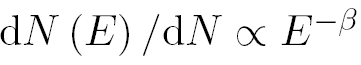 dN (E) /dN ∝ E^{−β}